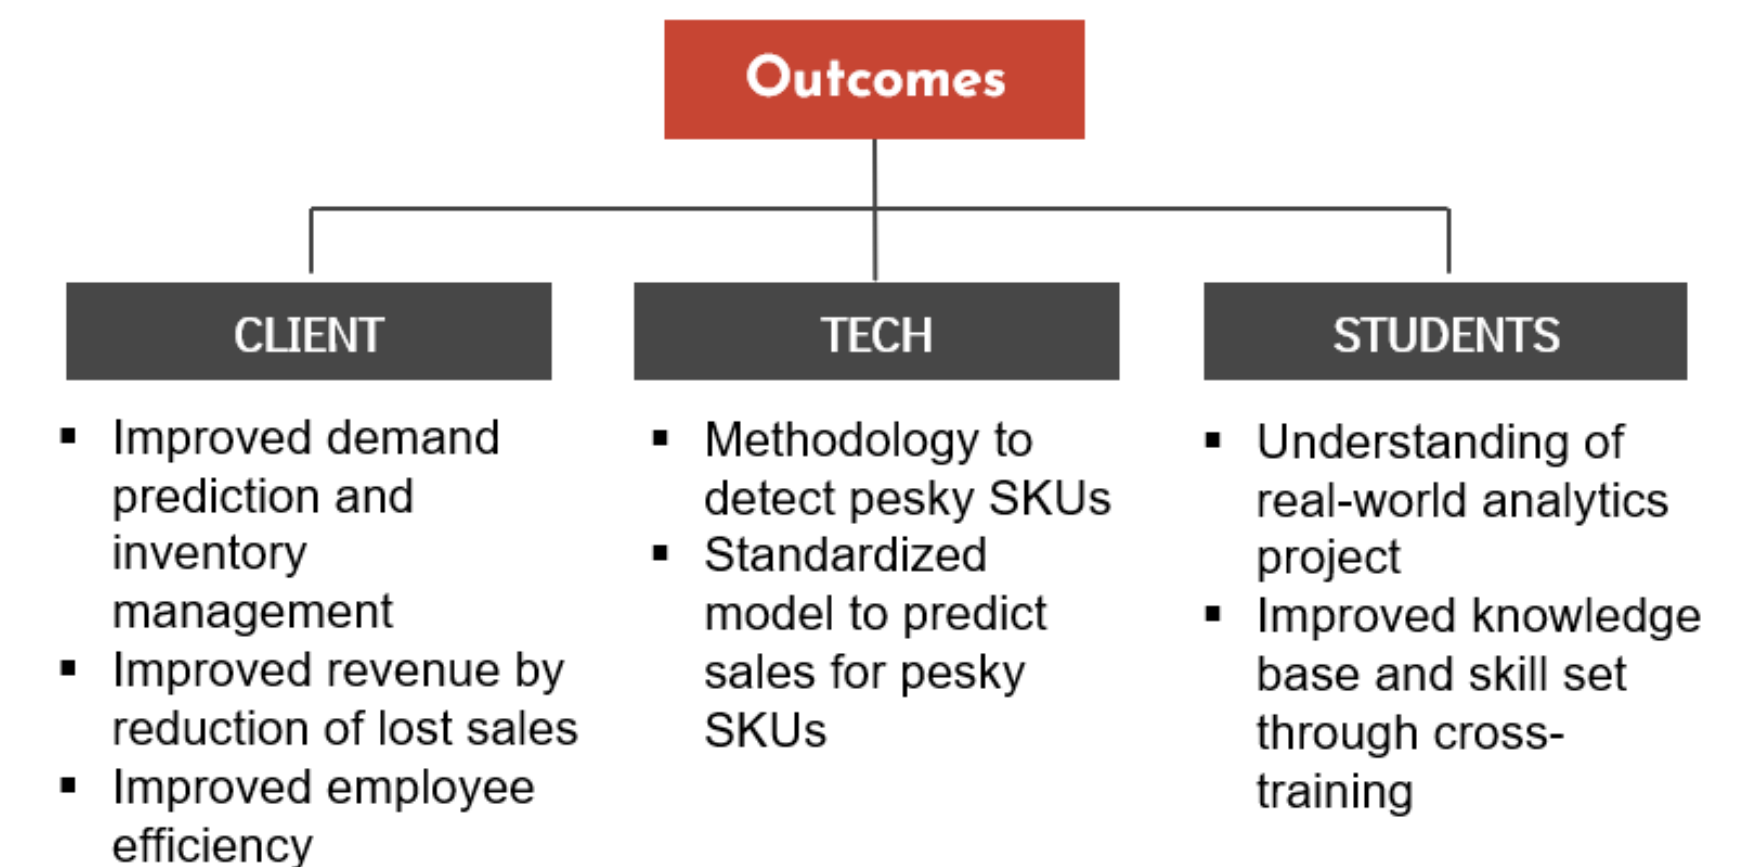 Outcomes
CLIENT
▪ Improved demand
prediction and
inventory
management
▪ Improved revenue by
reduction of lost sales
▪ Improved employee
efficiency
TECH
▪ Methodology to
detect pesky SKUs
▪ Standardized
model to predict
sales for pesky
SKUs
STUDENTS
▪ Understanding of
real-world analytics
project
▪ Improved knowledge
base and skill set
through cross-
training